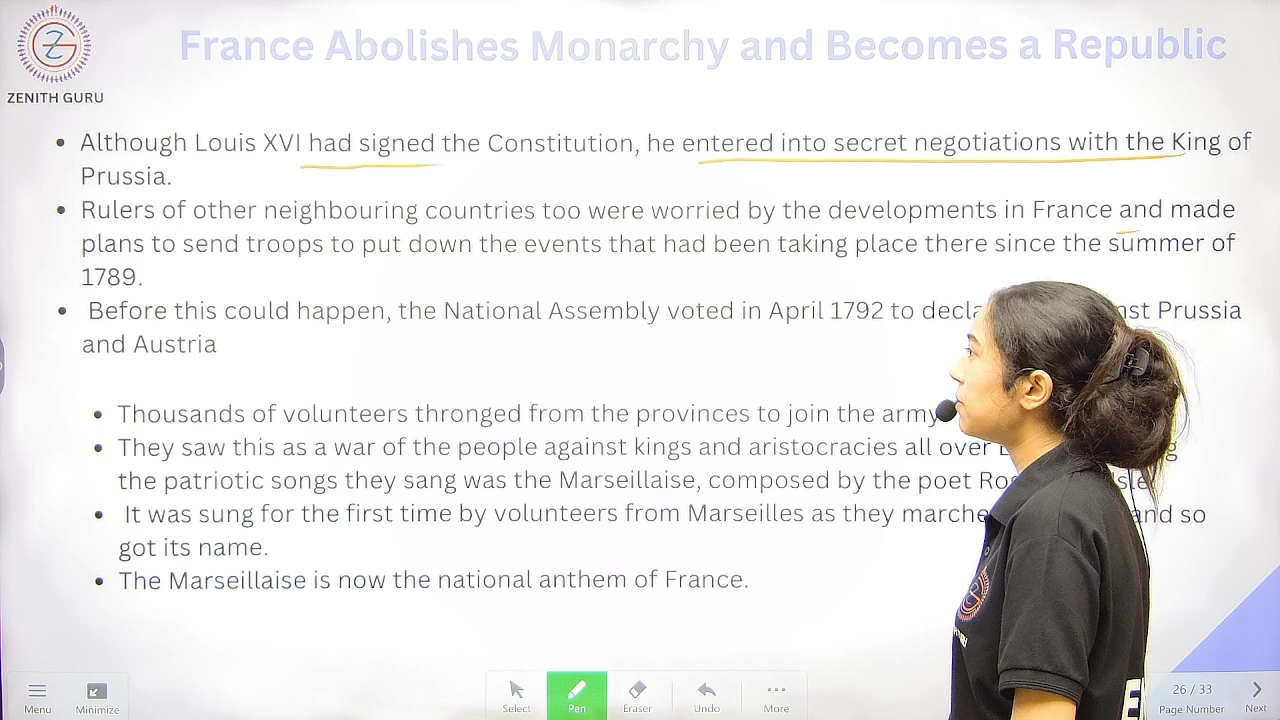 France Abolishes Monarchy and Becomes a Republic
ZENITH GURU
• Although Louis XVI had signed the Constitution, he entered into secret negotiations with the King of
Prussia.
• Rulers of other neighbouring countries too were worried by the developments in France and made
plans to send troops to put down the events that had been taking place there since the summer of
1789.
• Before this could happen, the National Assembly voted in April 1792 to Prussia
and Austria
• Thousands of volunteers thronged from the provinces to join the army
• They saw this as a war of the people against kings and aristocracies all over
the patriotic songs they sang was the Marseillaise, composed by the poet
• It was sung for the first time by volunteers from Marseilles as they and so
got its name.
• The Marseillaise is now the national anthem of France.
Menu
Minimize
Select
Pen
Eraser
Undo
More
26 / 33
Page Number
Next